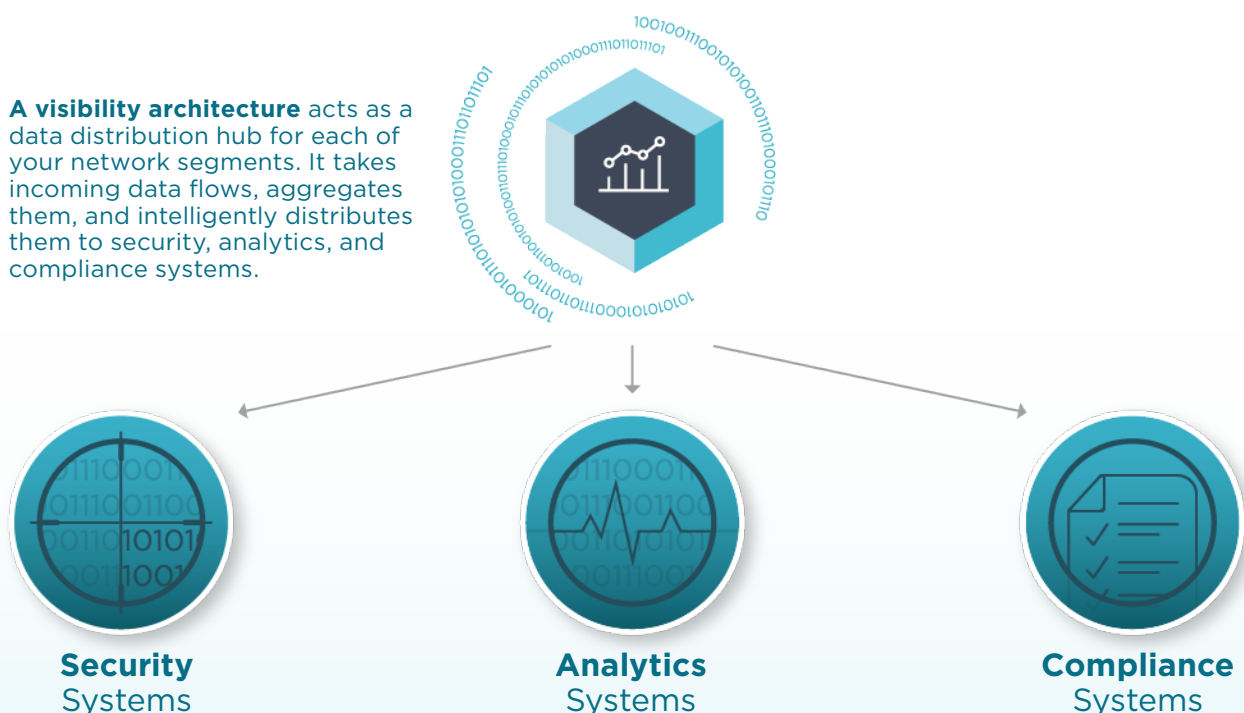 A visibility architecture acts as a
data distribution hub for each of
your network segments. It takes
incoming data flows, aggregates
them, and intelligently distributes
them to security, analytics, and
compliance systems.
Security
Systems
Analytics
Systems
Compliance
Systems